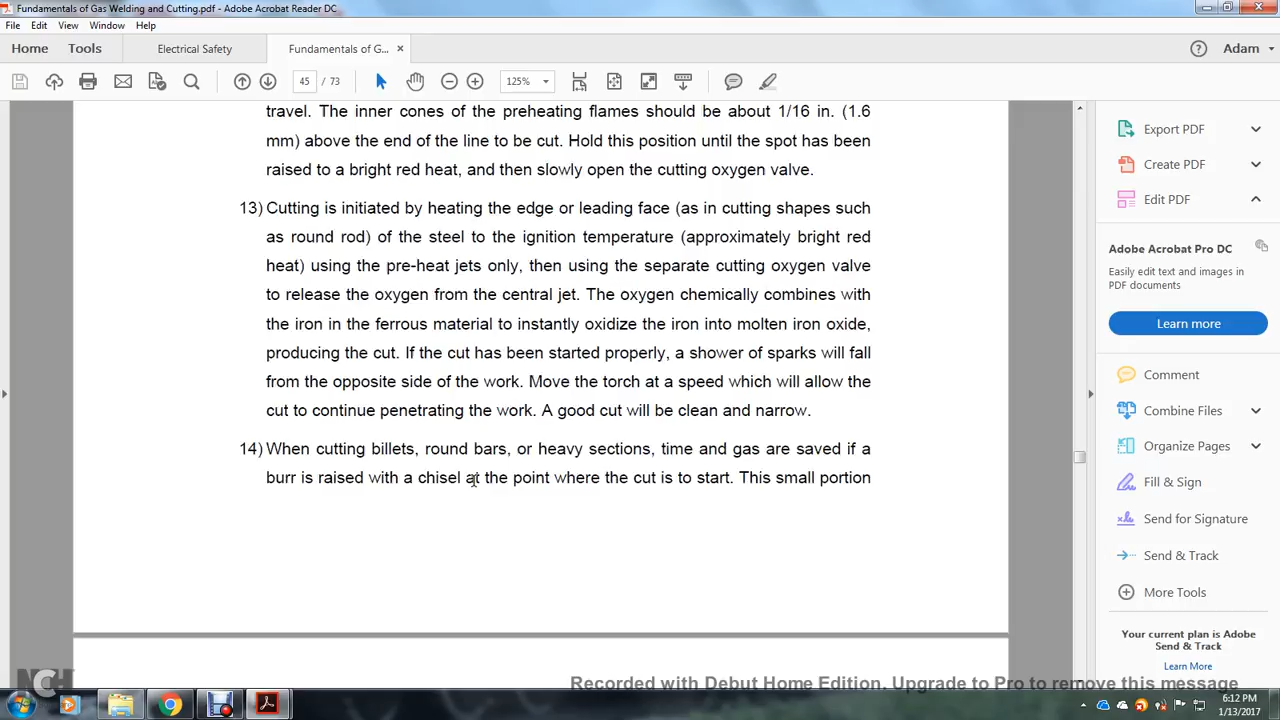 Fundamentals of Gas Welding and Cutting.pdf - Adobe Acrobat Reader DC
File Edit View Window Help
Home Tools Electrical Safety Fundamentals of G... × Adam
45 / 73 125%
travel. The inner cones of the preheating flames should be about 1/16 in. (1.6
mm) above the end of the line to be cut. Hold this position until the spot has been
raised to a bright red heat, and then slowly open the cutting oxygen valve.
13) Cutting is initiated by heating the edge or leading face (as in cutting shapes such
as round rod) of the steel to the ignition temperature (approximately bright red
heat) using the pre-heat jets only, then using the separate cutting oxygen valve
to release the oxygen from the central jet. The oxygen chemically combines with
the iron in the ferrous material to instantly oxidize the iron into molten iron oxide,
producing the cut. If the cut has been started properly, a shower of sparks will fall
from the opposite side of the work. Move the torch at a speed which will allow the
cut to continue penetrating the work. A good cut will be clean and narrow.
14) When cutting billets, round bars, or heavy sections, time and gas are saved if a
burr is raised with a chisel at the point where the cut is to start. This small portion
Export PDF
Create PDF
Edit PDF
Adobe Acrobat Pro DC
Easily edit text and images in
PDF documents
Learn more
Comment
Combine Files
Organize Pages
Fill & Sign
Send for Signature
Send & Track
More Tools
Your current plan is Adobe
Send & Track
Learn More
NCH
Recorded with Debut Home Edition. Upgrade to Pro to remove this message
6:12 PM
1/13/2017